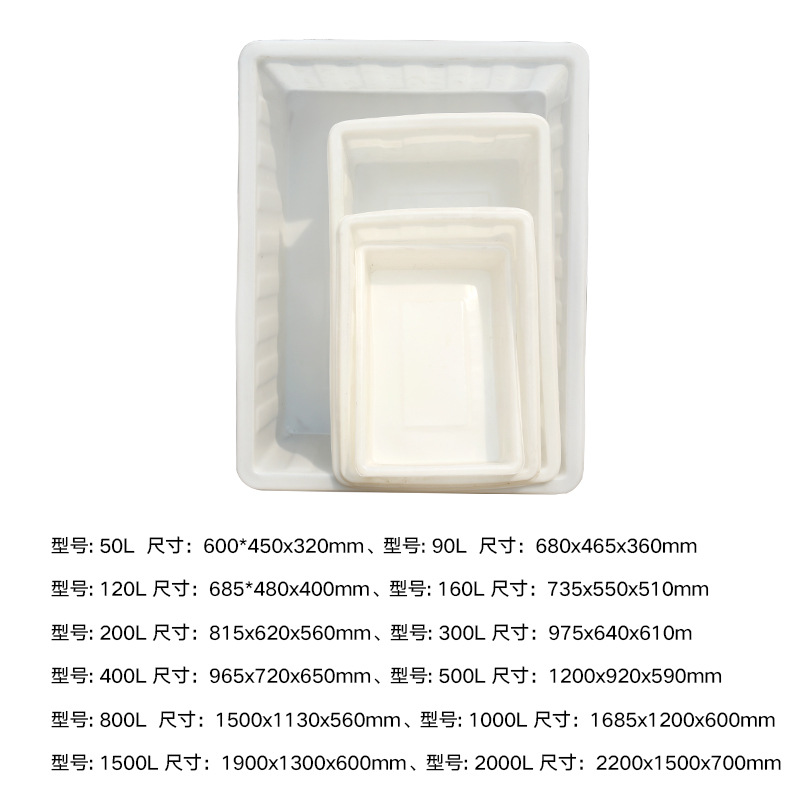 型号: 50L 尺寸：600*450x320mm、型号: 90L 尺寸：680x465x360mm
型号: 120L 尺寸：685*480x400mm、型号: 160L 尺寸：735x550x510mm
型号: 200L 尺寸：815x620x560mm、型号: 300L 尺寸：975x640x610m
型号: 400L 尺寸：965x720x650mm、型号: 500L 尺寸：1200x920x590mm
型号: 800L 尺寸：1500x1130x560mm、型号: 1000L 尺寸：1685x1200x600mm
型号: 1500L 尺寸：1900x1300x600mm、型号: 2000L 尺寸：2200x1500x700mm